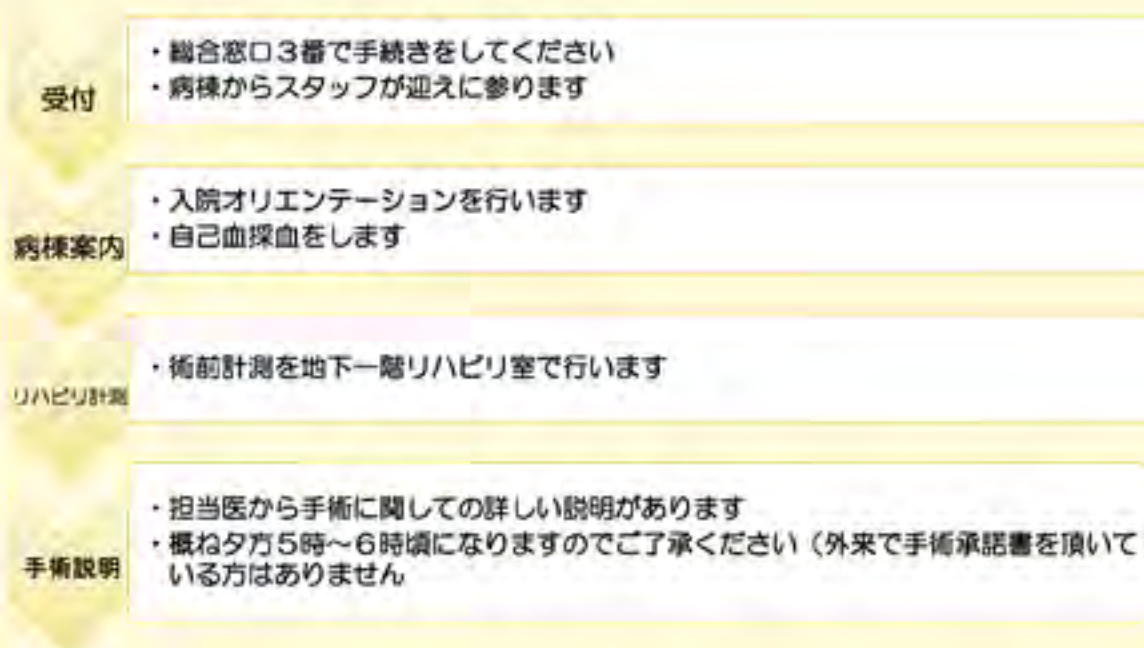 受付
・総合窓口3番で手続きをしてください
・病棟からスタッフが迎えに参ります
病棟案内
・入院オリエンテーションを行います
・自己血採血をします
リハビリ計測
・術前計測を地下一階リハビリ室で行います
手術説明
・担当医から手術に関しての詳しい説明があります
・概ね夕方5時～6時頃になりますのでご了承ください（外来で手術承諾書を頂いて
いる方はありません